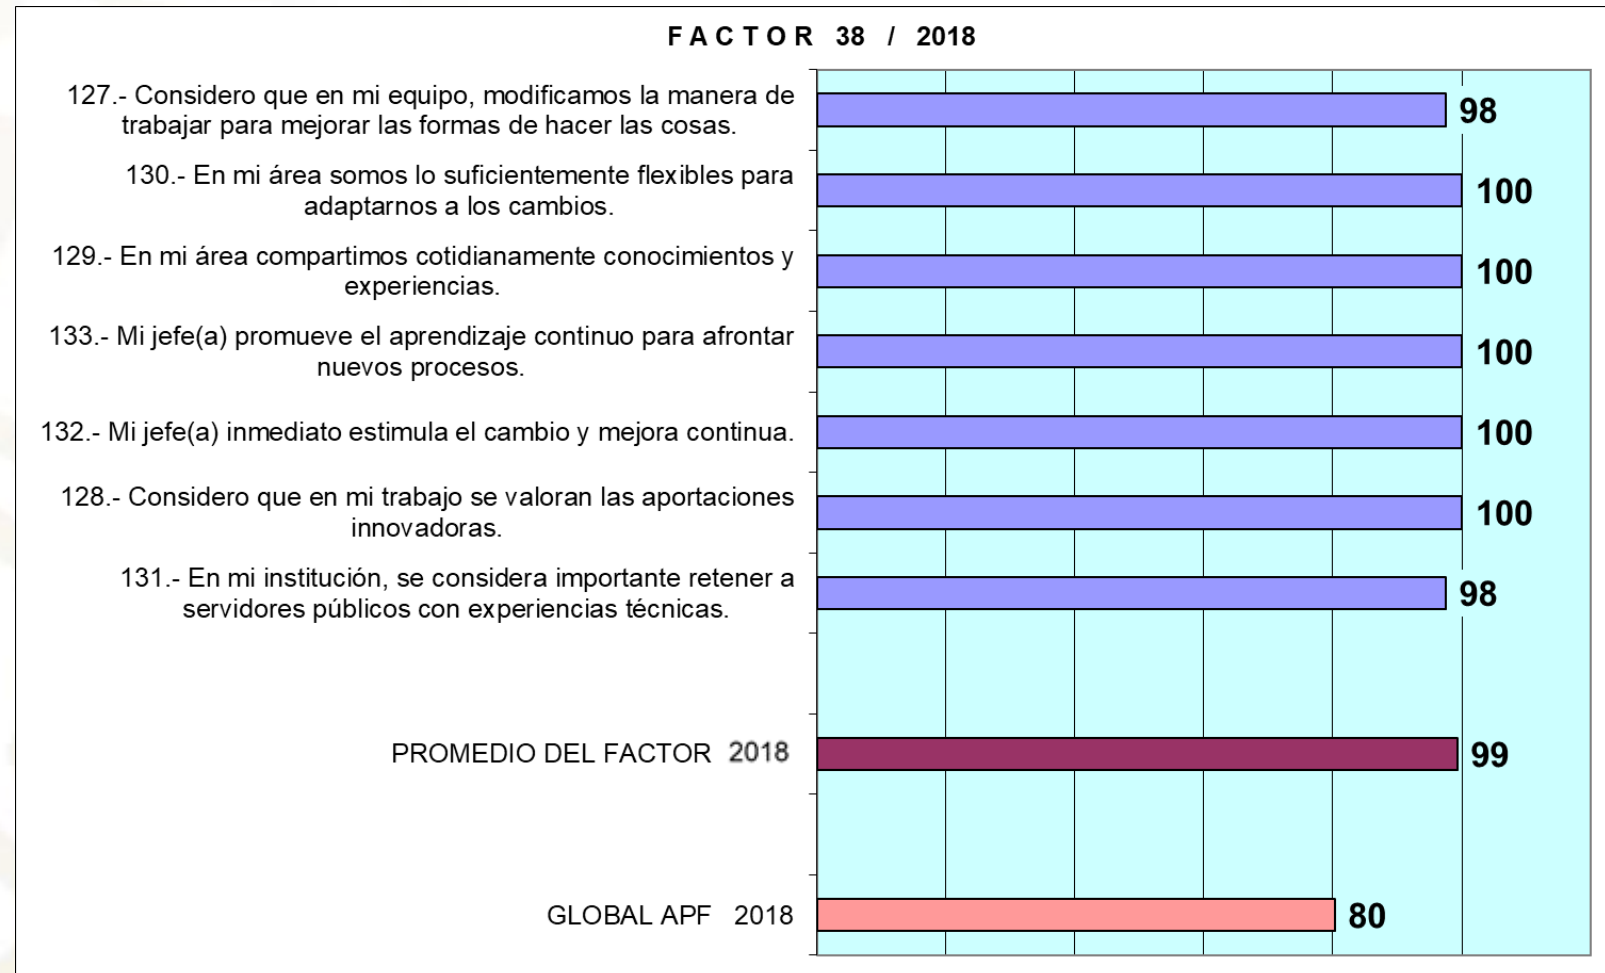 FACTOR 38 / 2018
127.- Considero que en mi equipo, modificamos la manera de
trabajar para mejorar las formas de hacer las cosas.
98
130.- En mi área somos lo suficientemente flexibles para
adaptarnos a los cambios.
100
129.- En mi área compartimos cotidianamente conocimientos y
experiencias.
100
133.- Mi jefe(a) promueve el aprendizaje continuo para afrontar
nuevos procesos.
100
132.- Mi jefe(a) inmediato estimula el cambio y mejora continua.
100
128.- Considero que en mi trabajo se valoran las aportaciones
innovadoras.
100
131.- En mi institución, se considera importante retener a
servidores públicos con experiencias técnicas.
98
PROMEDIO DEL FACTOR 2018
99
GLOBAL APF 2018
80